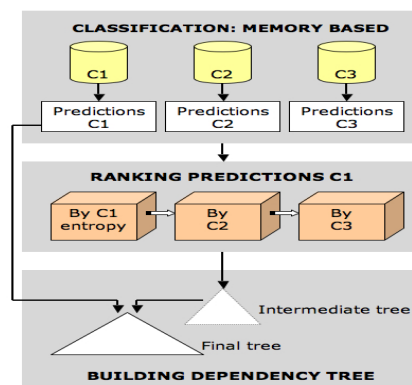 CLASSIFICATION: MEMORY BASED
C1 C2 C3
Predictions C1
Predictions C2
Predictions C3
RANKING PREDICTIONS C1
By C1 entropy
By C2
By C3
Intermediate tree
Final tree
BUILDING DEPENDENCY TREE